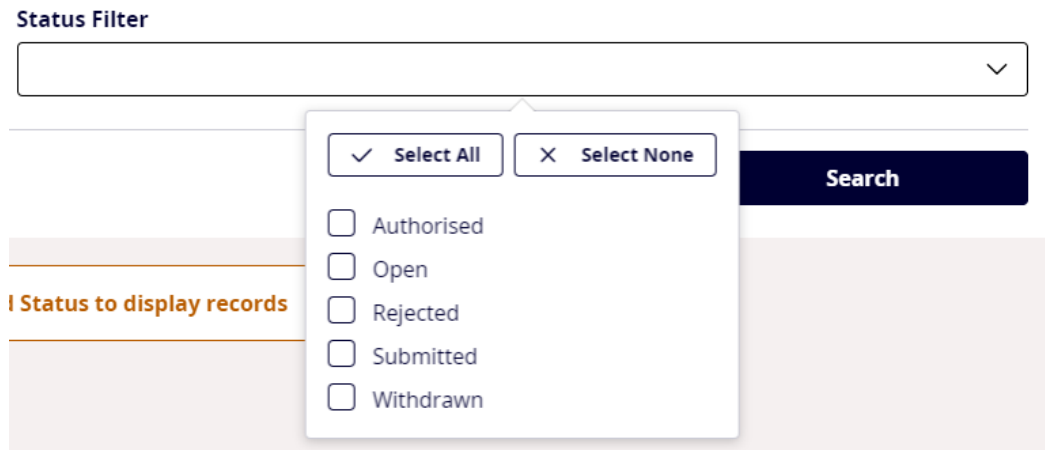 Status Filter
Select All
Select None
Search
Authorised
Open
Status to display records
Rejected
Submitted
Withdrawn